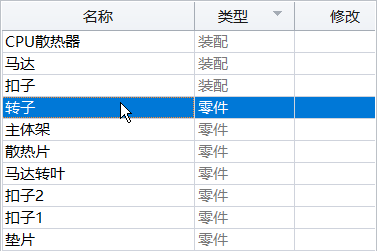 名称 类型 修改
CPU散热器 装配
马达 装配
扣子 装配
转子 零件
主体架 零件
散热片 零件
马达转叶 零件
扣子2 零件
扣子1 零件
垫片 零件